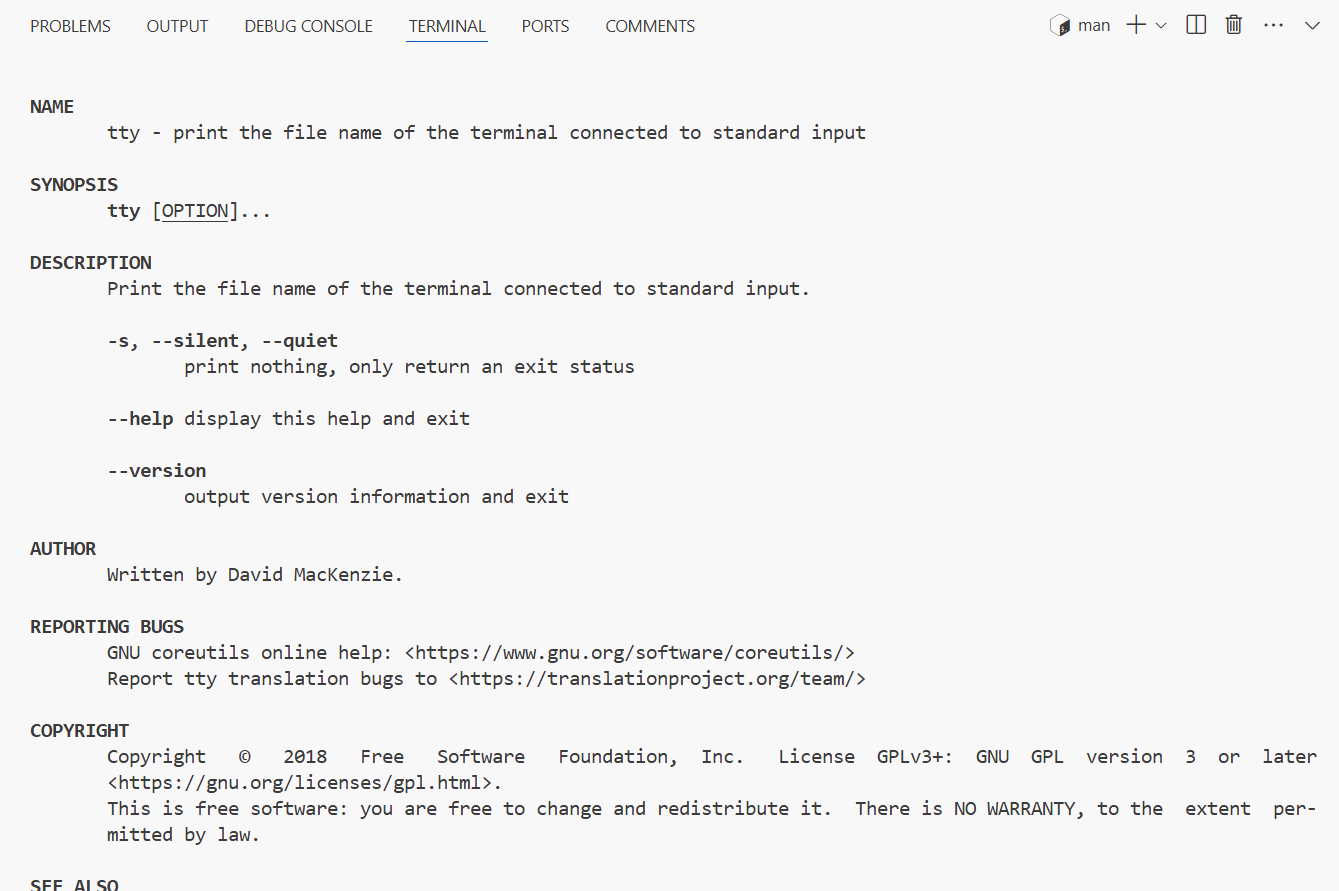 PROBLEMS OUTPUT DEBUG CONSOLE TERMINAL PORTS COMMENTS man
NAME
tty - print the file name of the terminal connected to standard input
SYNOPSIS
tty [OPTION]...
DESCRIPTION
Print the file name of the terminal connected to standard input.
-s, --silent, --quiet
print nothing, only return an exit status
--help display this help and exit
--version
output version information and exit
AUTHOR
Written by David MacKenzie.
REPORTING BUGS
GNU coreutils online help: <https://www.gnu.org/software/coreutils/>
Report tty translation bugs to <https://translationproject.org/team/>
COPYRIGHT
Copyright © 2018 Free Software Foundation, Inc. License GPLv3+: GNU GPL version 3 or later
<https://gnu.org/licenses/gpl.html>.
This is free software: you are free to change and redistribute it. There is NO WARRANTY, to the extent per-
mitted by law.
SEE ALSO